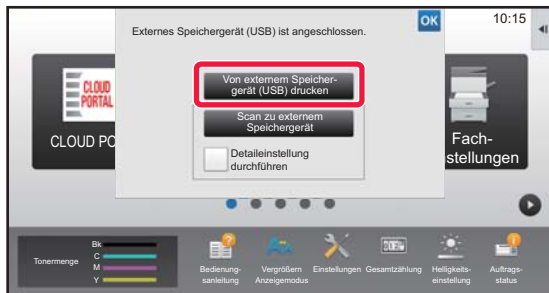 Externes Speichergerät (USB) ist angeschlossen.
OK
10:15
Von externem Speicher-
gerät (USB) drucken
Scan zu externem
Speichergerät
Detaileinstellung
durchführen
CLOUD
PORTAL
CLOUD PO
Fach-
stellungen
Tonermenge
Bk
C
M
Y
Bedienung-
sanleitung
Vergrößern
Anzeigemodus
Einstellungen
Gesamtzählung
Helligkeits-
einstellung
Auftrags-
status